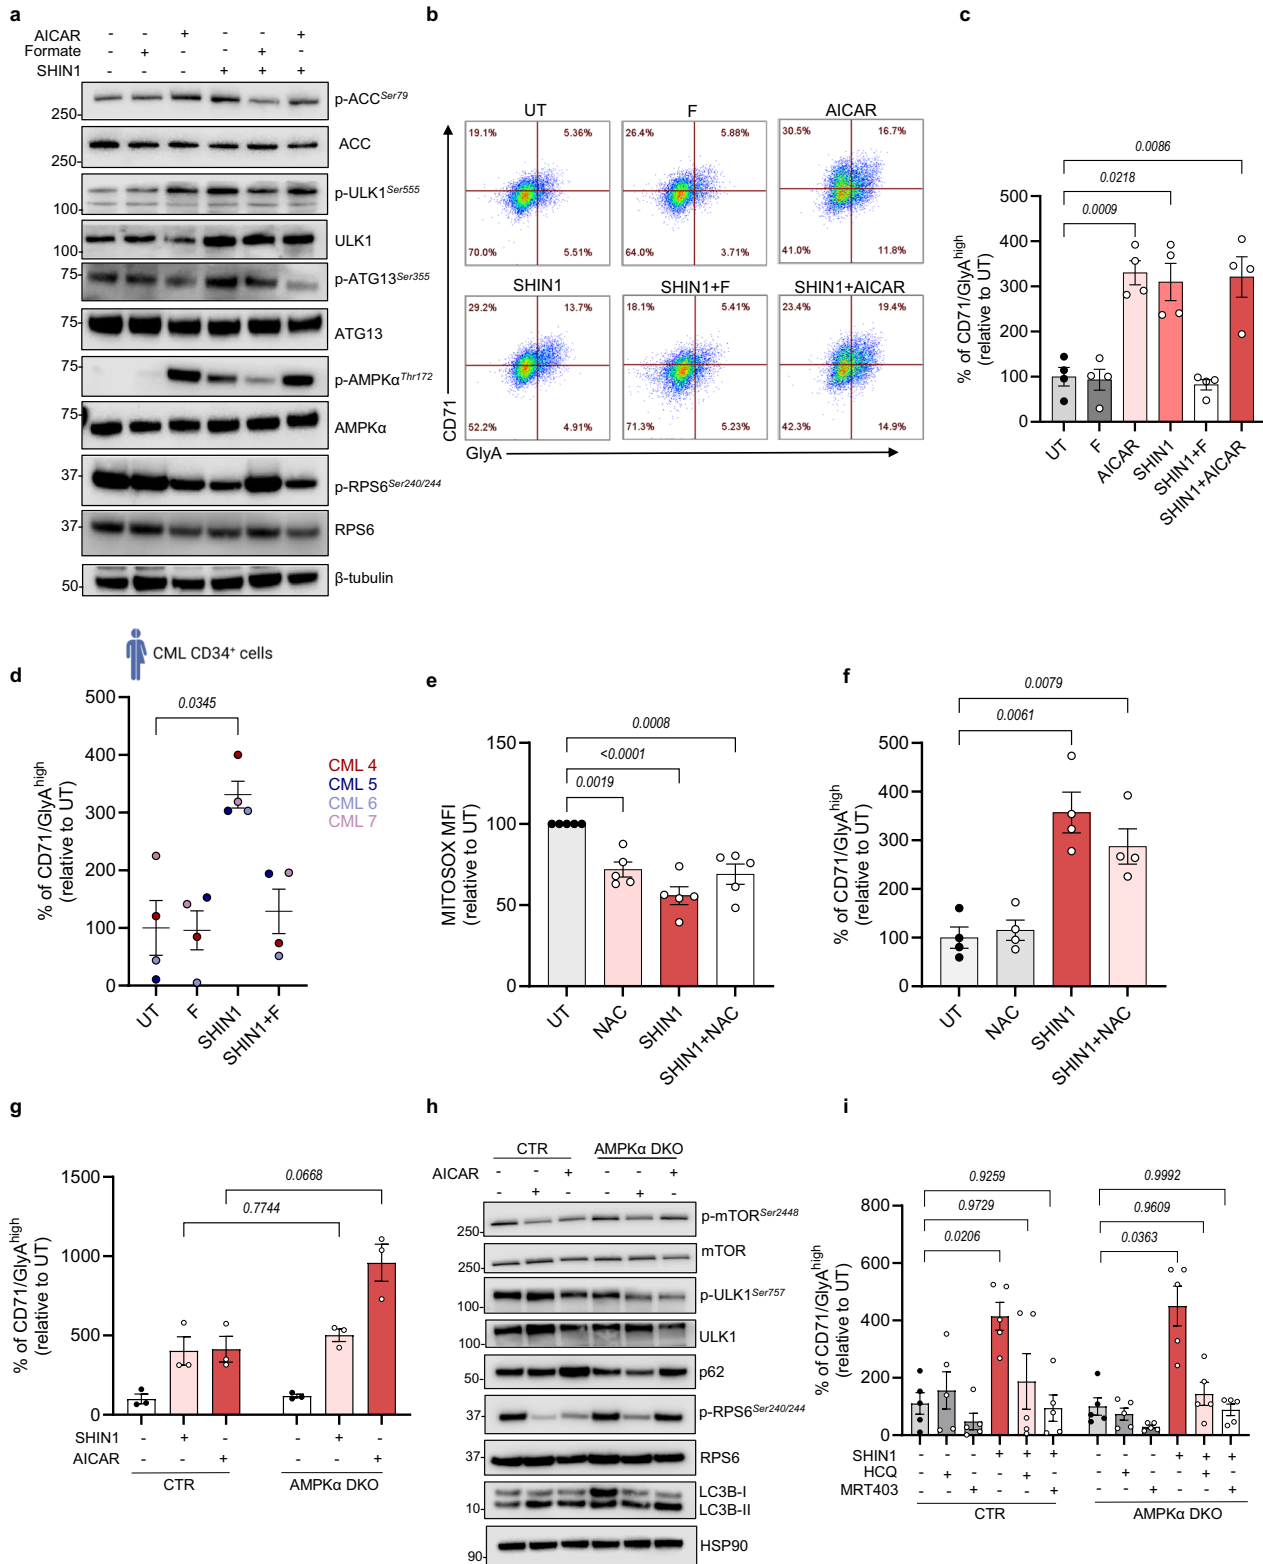 a
AICAR - - + - - +
Formate - + - - + -
SHIN1 - - - + + +
p-ACCSer79
250-
ACC
250-
p-ULK1Ser555
100-
ULK1
100-
75-
p-ATG13Ser355
75-
ATG13
75-
p-AMPKαThr172
75-
AMPKα
37-
p-RPS6Ser240/244
37-
RPS6
50-
β-tubulin
b
UT F AICAR
19.1% 5.36% 26.4% 5.88% 30.5% 16.7%
70.0% 5.51% 64.0% 3.71% 41.0% 11.8%
SHIN1 SHIN1+F SHIN1+AICAR
29.2% 13.7% 18.1% 5.41% 23.4% 19.4%
52.2% 4.91% 71.3% 5.23% 42.3% 14.9%
CD71
GlyA
c
0.0086
0.0218
0.0009
500
400
300
200
100
0
% of CD71/GlyAhigh
(relative to UT)
UT F AICAR SHIN1 SHIN1+F SHIN1+AICAR
CML CD34+ cells
d
0.0345
500
400
300
200
100
0
% of CD71/GlyAhigh
(relative to UT)
CML 4
CML 5
CML 6
CML 7
UT F SHIN1 SHIN1+F
e
0.0008
<0.0001
0.0019
150
100
50
0
MITOSOX MFI
(relative to UT)
UT NAC SHIN1 SHIN1+NAC
f
0.0079
0.0061
500
400
300
200
100
0
% of CD71/GlyAhigh
(relative to UT)
UT NAC SHIN1 SHIN1+NAC
g
0.0668
0.7744
1500
1000
500
0
% of CD71/GlyAhigh
(relative to UT)
SHIN1 - + - - + -
AICAR - - + - - +
CTR AMPKα DKO
h
CTR AMPKα DKO
AICAR - - + - - +
- + - - + -
p-mTORSer2448
250-
mTOR
250-
p-ULK1Ser757
100-
ULK1
100-
p62
50-
p-RPS6Ser240/244
37-
RPS6
37-
LC3B-I
LC3B-II
10-
HSP90
90-
i
0.9259 0.9992
0.9729 0.9609
0.0206 0.0363
800
600
400
200
0
% of CD71/GlyAhigh
(relative to UT)
SHIN1 - - - + + + - - - + + +
HCQ - + - - + - - + - - + -
MRT403 - - + - - + - - + - - +
CTR AMPKα DKO